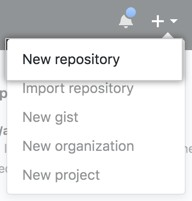 New repository
Import repository
New gist
New organization
New project